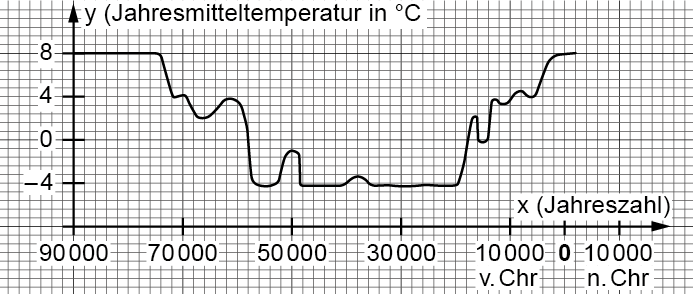 y (Jahresmitteltemperatur in °C
8
4
0
−4
x (Jahreszahl)
90 000 70 000 50 000 30 000 10 000 0 10 000
v. Chr n. Chr